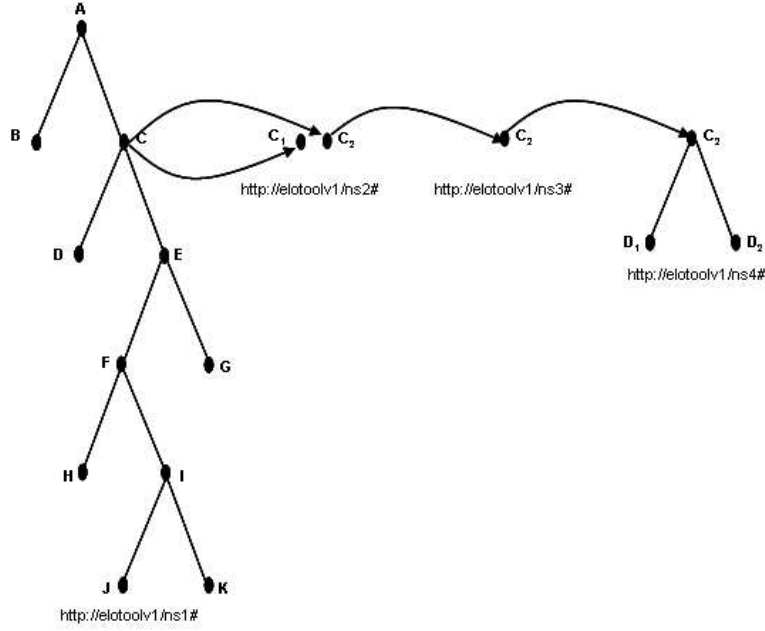 A
B
C
C1
C2
C2
C2
http://elotoolv1/ns2#
http://elotoolv1/ns3#
D
E
D1
D2
http://elotoolv1/ns4#
F
G
H
I
J
K
http://elotoolv1/ns1#